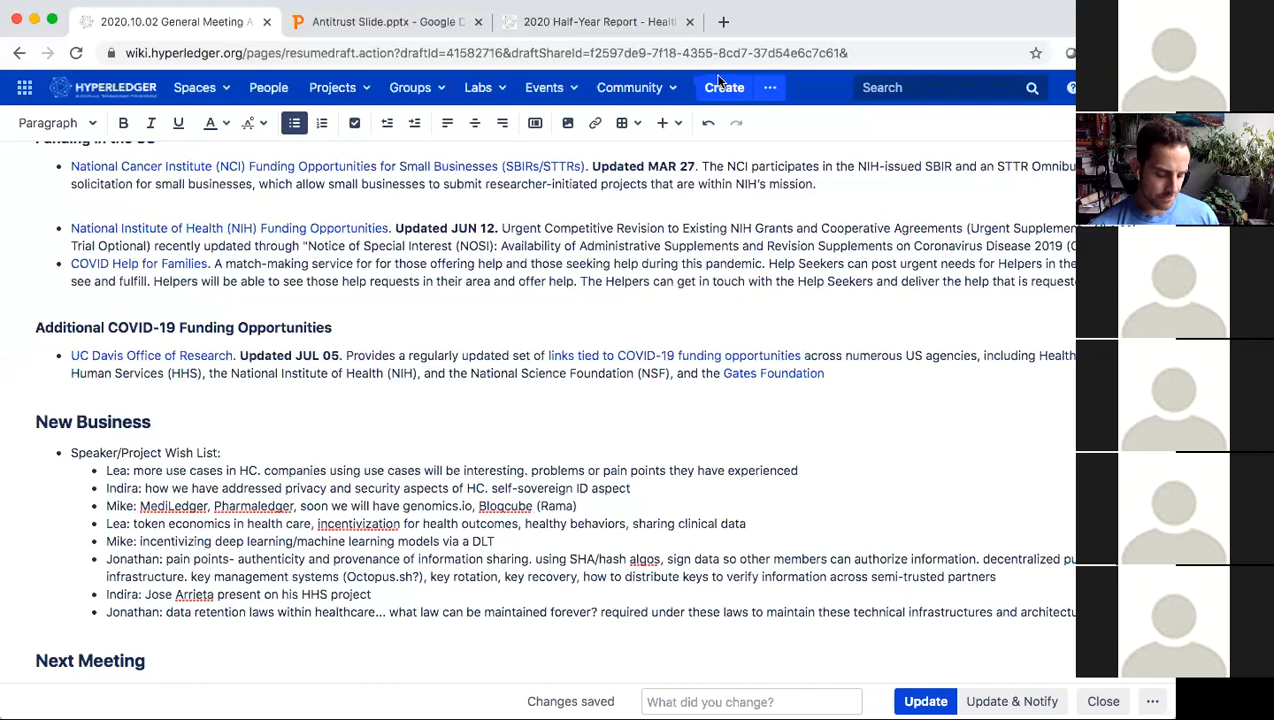 2020.10.02 General Meeting A
Antitrust Slide.pptx - Google D
2020 Half-Year Report - Healt
wiki.hyperledger.org/pages/resumedraft.action?draftId=41582716&draftShareId=f2597de9-7f18-4355-8cd7-37d54e6c7c61&
HYPERLEDGER
Spaces
People
Projects
Groups
Labs
Events
Community
Create
Search
Paragraph
B I U A
Funding in the US
National Cancer Institute (NCI) Funding Opportunities for Small Businesses (SBIRs/STTRs). Updated MAR 27. The NCI participates in the NIH-issued SBIR and an STTR Omnibu
solicitation for small businesses, which allow small businesses to submit researcher-initiated projects that are within NIH's mission.
National Institute of Health (NIH) Funding Opportunities. Updated JUN 12. Urgent Competitive Revision to Existing NIH Grants and Cooperative Agreements (Urgent Supplem
Trial Optional) recently updated through "Notice of Special Interest (NOSI): Availability of Administrative Supplements and Revision Supplements on Coronavirus Disease 2019 (C
COVID Help for Families. A match-making service for for those offering help and those seeking help during this pandemic. Help Seekers can post urgent needs for Helpers in the
see and fulfill. Helpers will be able to see those help requests in their area and offer help. The Helpers can get in touch with the Help Seekers and deliver the help that is request
Additional COVID-19 Funding Opportunities
UC Davis Office of Research. Updated JUL 05. Provides a regularly updated set of links tied to COVID-19 funding opportunities across numerous US agencies, including Health
Human Services (HHS), the National Institute of Health (NIH), and the National Science Foundation (NSF), and the Gates Foundation
New Business
Speaker/Project Wish List:
Lea: more use cases in HC. companies using use cases will be interesting. problems or pain points they have experienced
Indira: how we have addressed privacy and security aspects of HC. self-sovereign ID aspect
Mike: MediLedger, Pharmaledger, soon we will have genomics.io, Bloqcube (Rama)
Lea: token economics in health care, incentivization for health outcomes, healthy behaviors, sharing clinical data
Mike: incentivizing deep learning/machine learning models via a DLT
Jonathan: pain points- authenticity and provenance of information sharing. using SHA/hash algos, sign data so other members can authorize information. decentralized pu
infrastructure. key management systems (Octopus.sh?), key rotation, key recovery, how to distribute keys to verify information across semi-trusted partners
Indira: Jose Arrieta present on his HHS project
Jonathan: data retention laws within healthcare... what law can be maintained forever? required under these laws to maintain these technical infrastructures and architectu
Next Meeting
Changes saved
What did you change?
Update
Update & Notify
Close